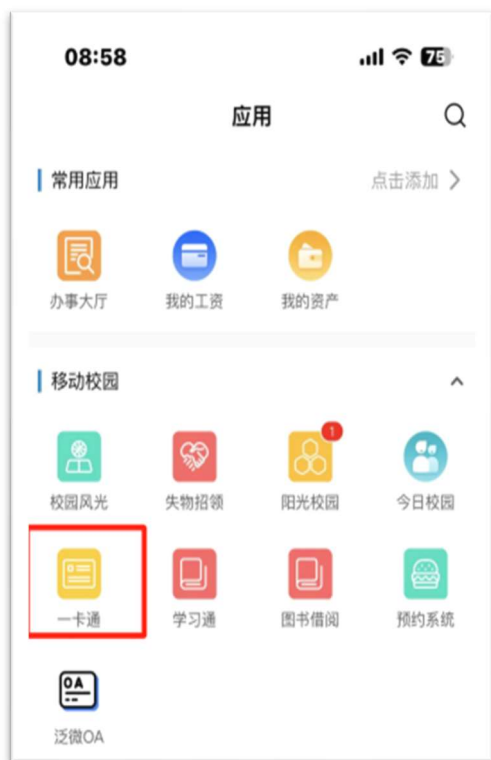 08:58 75
应用
常用应用 点击添加
办事大厅 我的工资 我的资产
移动校园
1
校园风光 失物招领 阳光校园 今日校园
一卡通 学习通 图书借阅 预约系统
OA
泛微OA